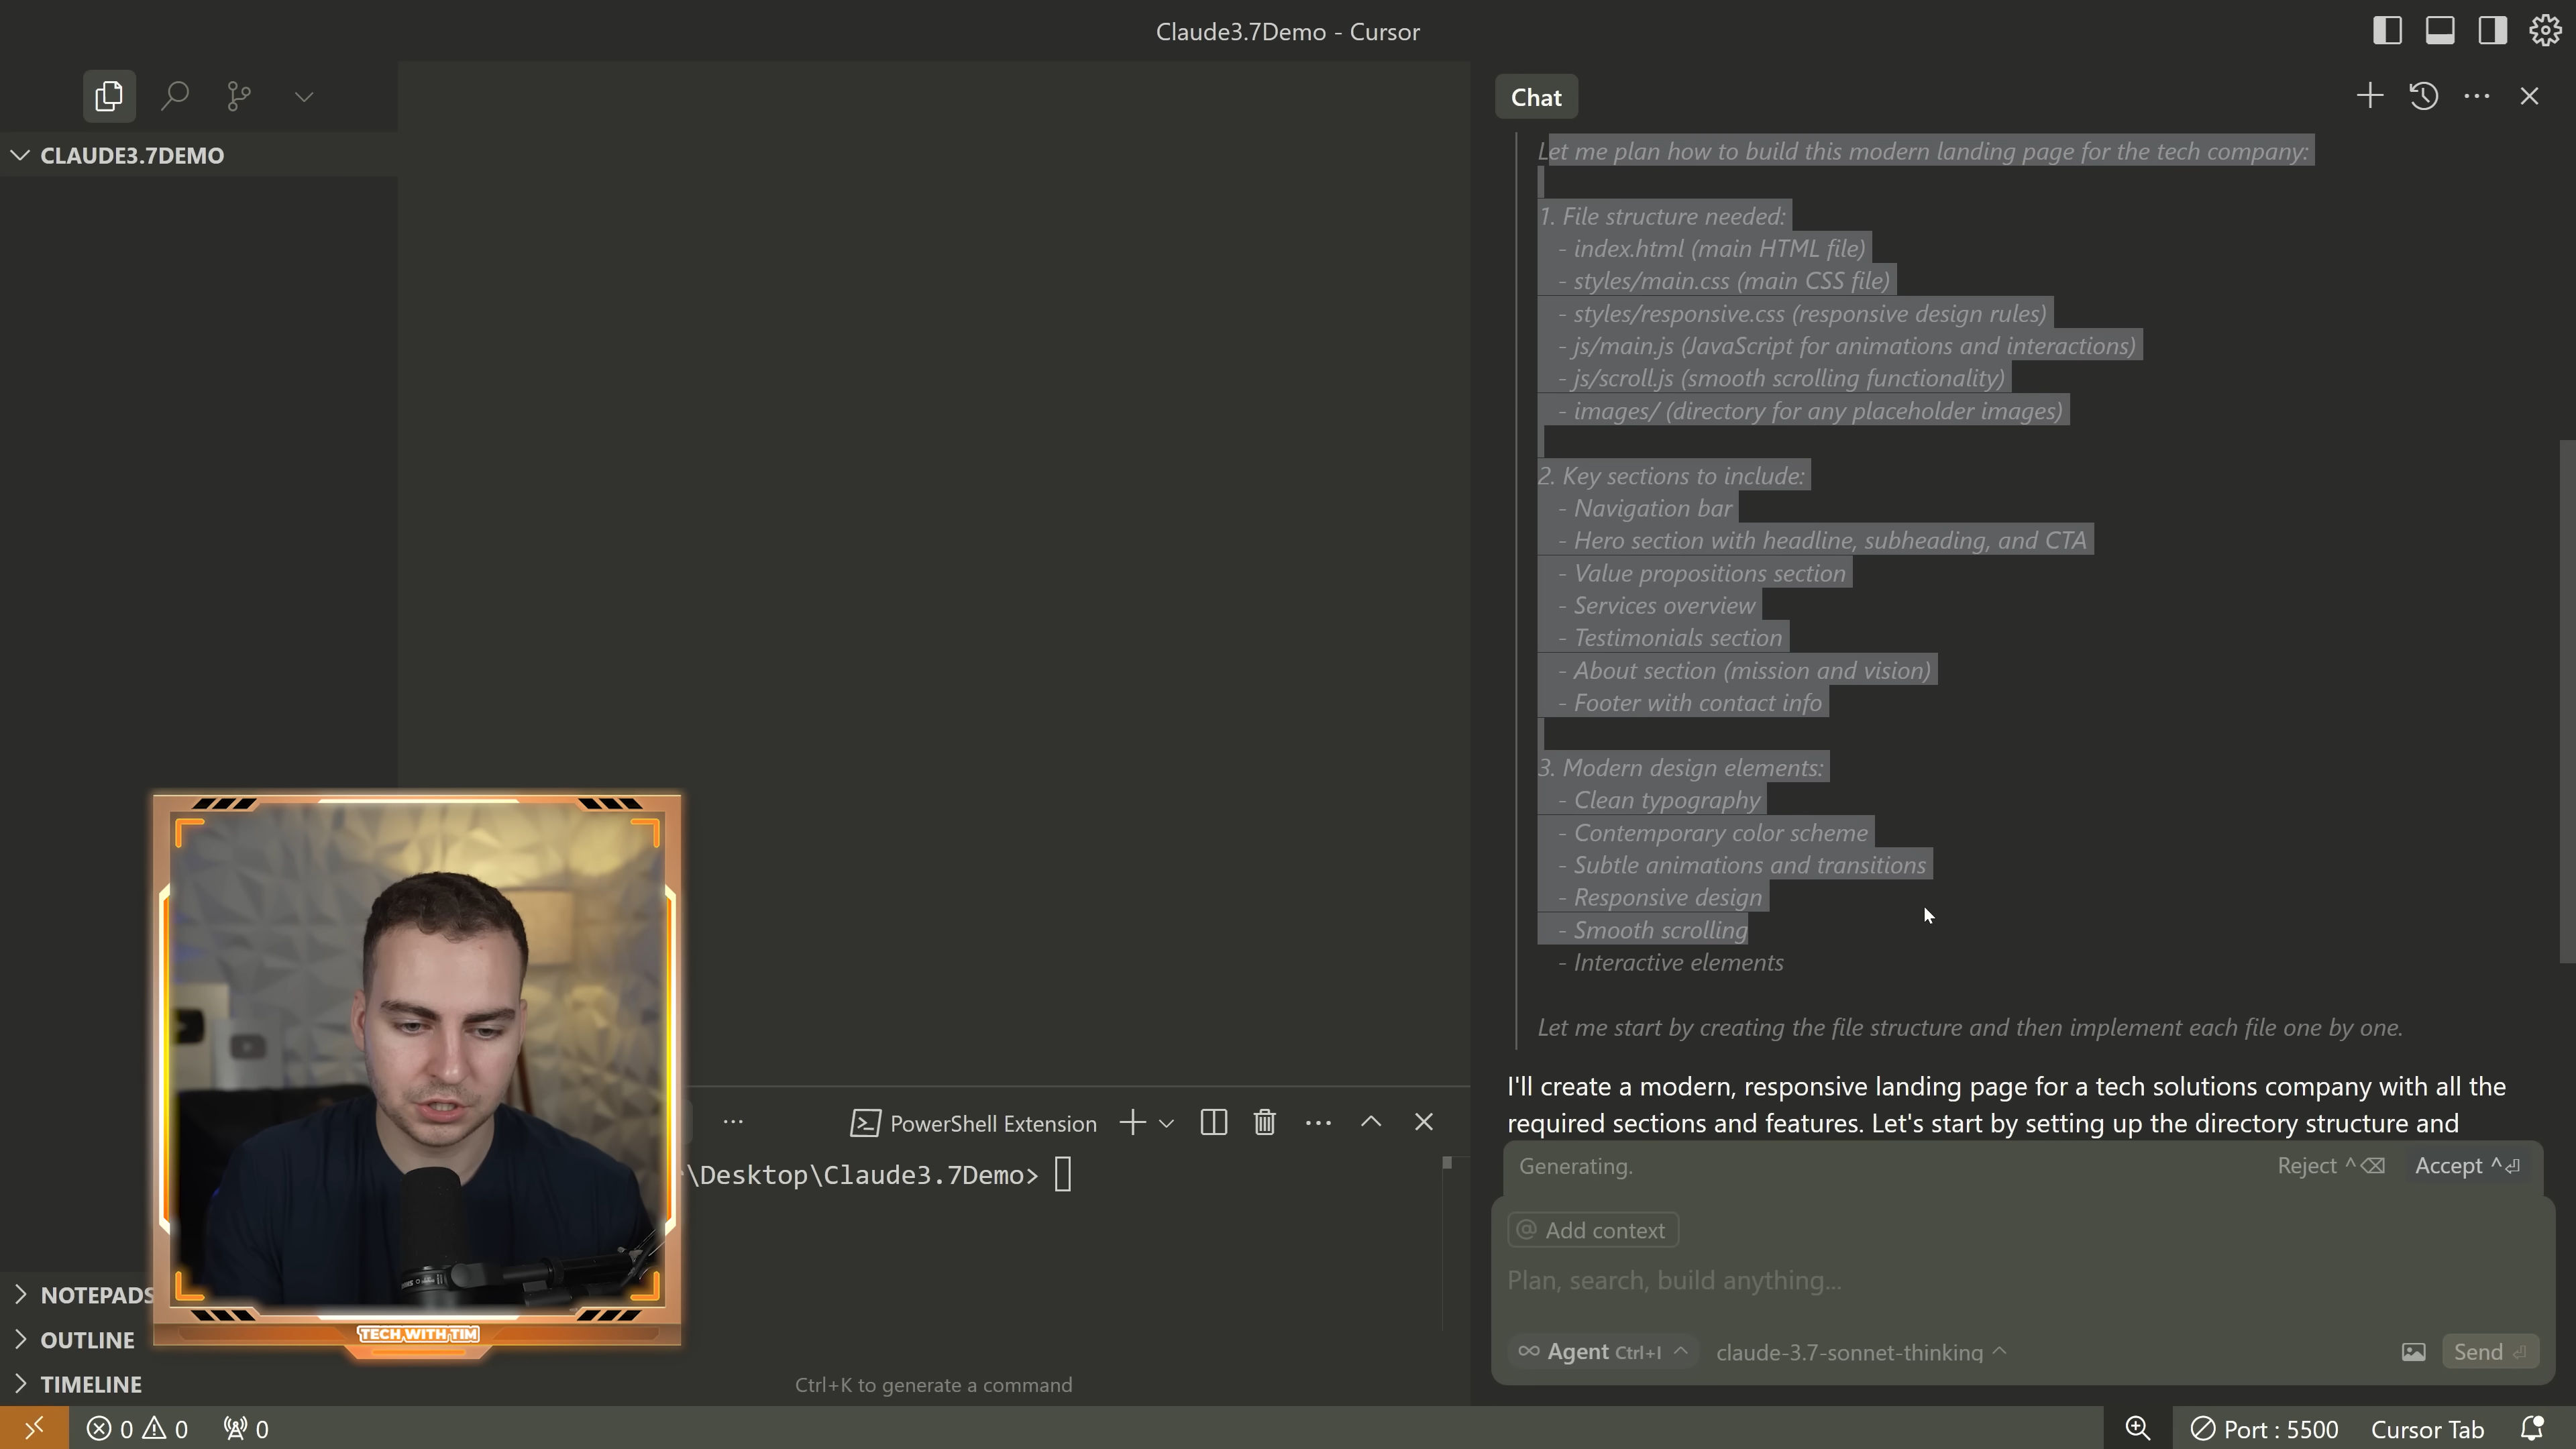 Claude3.7Demo - Cursor
CLAUDE3.7DEMO
Chat
Let me plan how to build this modern landing page for the tech company:
1. File structure needed:
- index.html (main HTML file)
- styles/main.css (main CSS file)
- styles/responsive.css (responsive design rules)
- js/main.js (JavaScript for animations and interactions)
- js/scroll.js (smooth scrolling functionality)
- images/ (directory for any placeholder images)
2. Key sections to include:
- Navigation bar
- Hero section with headline, subheading, and CTA
- Value propositions section
- Services overview
- Testimonials section
- About section (mission and vision)
- Footer with contact info
3. Modern design elements:
- Clean typography
- Contemporary color scheme
- Subtle animations and transitions
- Responsive design
- Smooth scrolling
- Interactive elements
Let me start by creating the file structure and then implement each file one by one.
I'll create a modern, responsive landing page for a tech solutions company with all the
required sections and features. Let's start by setting up the directory structure and
Generating.
Reject ^⌫ Accept ^⏎
@ Add context
Plan, search, build anything...
∞ Agent Ctrl+I ^ claude-3.7-sonnet-thinking ^
Send ⏎
... PowerShell Extension
\Desktop\Claude3.7Demo>
Ctrl+K to generate a command
NOTEPADS
OUTLINE
TIMELINE
TECH WITH TIM
0 0 0
Port : 5500 Cursor Tab